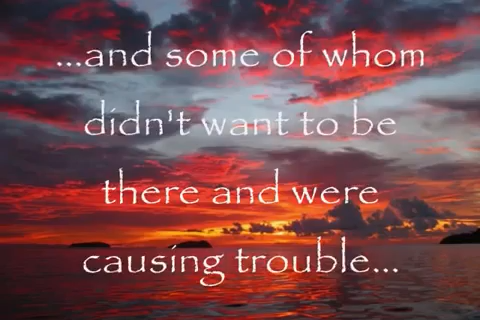 ...and some of whom
didn't want to be
there and were
causing trouble...